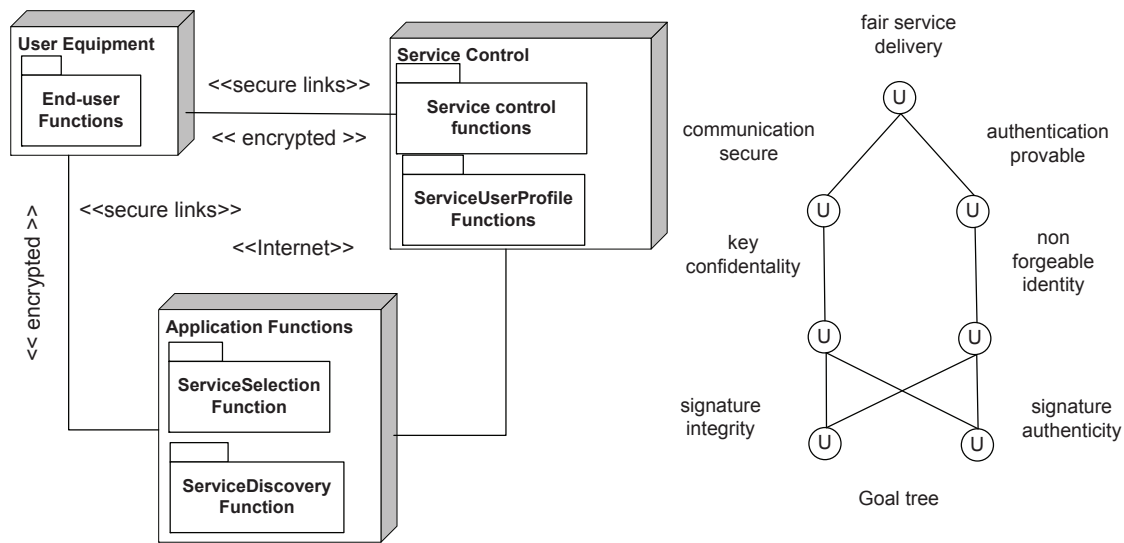 User Equipment
End-user
Functions
<<secure links>>
<< encrypted >>
Service Control
Service control
functions
ServiceUserProfile
Functions
<< encrypted >>
<<secure links>>
<<Internet>>
Application Functions
ServiceSelection
Function
ServiceDiscovery
Function
fair service
delivery
U
communication
secure
authentication
provable
U
U
key
confidentality
non
forgeable
identity
U
U
signature
integrity
signature
authenticity
U
U
Goal tree